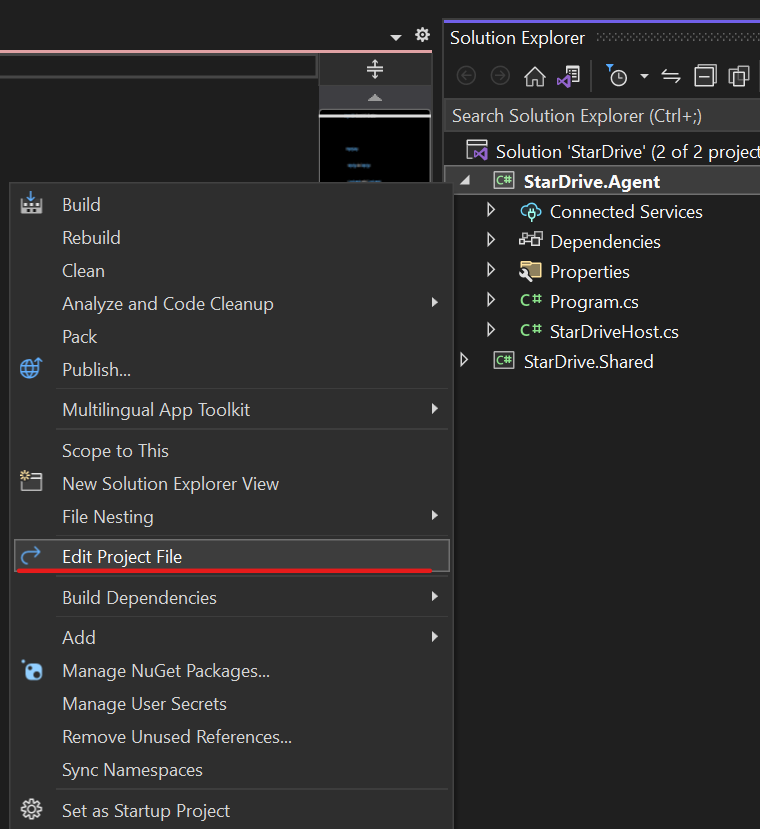 Solution Explorer
Search Solution Explorer (Ctrl+;)
Solution 'StarDrive' (2 of 2 project
C# StarDrive.Agent
Connected Services
Dependencies
Properties
C# Program.cs
C# StarDriveHost.cs
C# StarDrive.Shared
Build
Rebuild
Clean
Analyze and Code Cleanup
Pack
Publish...
Multilingual App Toolkit
Scope to This
New Solution Explorer View
File Nesting
Edit Project File
Build Dependencies
Add
Manage NuGet Packages...
Manage User Secrets
Remove Unused References...
Sync Namespaces
Set as Startup Project